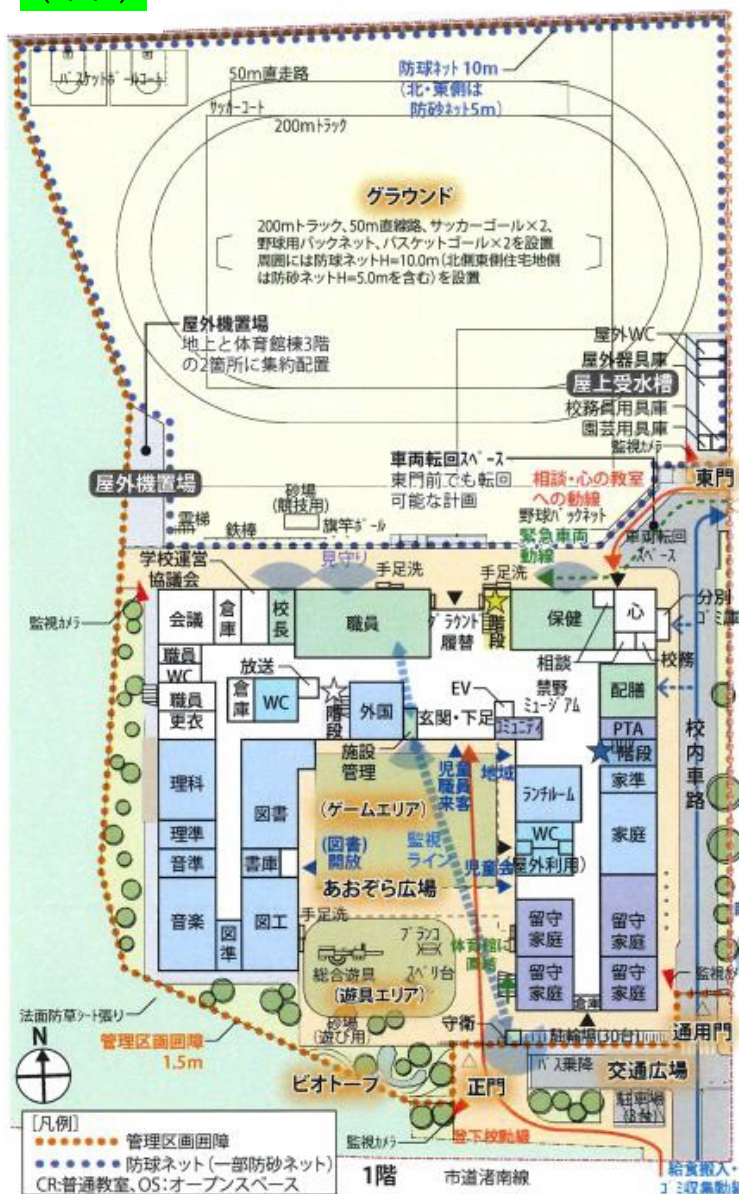 防球ネット 10m
(北・東側は
防砂ネット5m)
バスケットボールコート
50m直走路
サッカーコート
200mトラック
グラウンド
200mトラック、50m直線路、サッカーゴール×2、
野球用バックネット、バスケットゴール×2を設置
周囲には防球ネットH=10.0m(北側東側住宅地側
は防砂ネットH=5.0mを含む)を設置
屋外機置場
地上と体育館棟3階
の2箇所に集約配置
屋外WC
屋外器具庫
屋上受水槽
校務員用具庫
園芸用具庫
監視カメラ
東門
屋外機置場
車両転回スペース
東門前でも転回
可能な計画
相談・心の教室
への動線
野球バックネット
緊急車両
動線
車両転回
スペース
砂場
(競技用)
雲梯
鉄棒
旗竿ポール
学校運営
協議会
見守り
手足洗
手足洗
監視カメラ
会議
倉庫
校長
職員
グラウンド
履替
階段
保健
心
分別
ゴミ庫
相談
校務
職員
WC
職員
更衣
放送
倉庫
WC
階段
外国
玄関・下足
EV
コミュニティ
禁野
ミュージアム
配膳
PTA
階段
校内車路
施設
管理
児童
職員
来客
地域
理科
理準
音準
音楽
図書
書庫
図工
図準
(ゲームエリア)
(図書)
開放
監視
ライン
あおぞら広場
児童会
ランチルーム
WC
(屋外利用)
家準
家庭
留守
家庭
留守
家庭
留守
家庭
留守
家庭
手足洗
ブランコ
総合遊具
スベリ台
(遊具エリア)
体育館に
直結
砂場
(遊び用)
倉庫
守衛
駐輪場(30台)
監視カメラ
通用門
法面防草シート張り
管理区画囲障
1.5m
ビオトープ
正門
バス乗降
交通広場
駐車場
(8台)
N
[凡例]
管理区画囲障
防球ネット(一部防砂ネット)
CR:普通教室、OS:オープンスペース
監視カメラ
登下校動線
1階
市道渚南線
給食搬入・
ゴミ収集動線